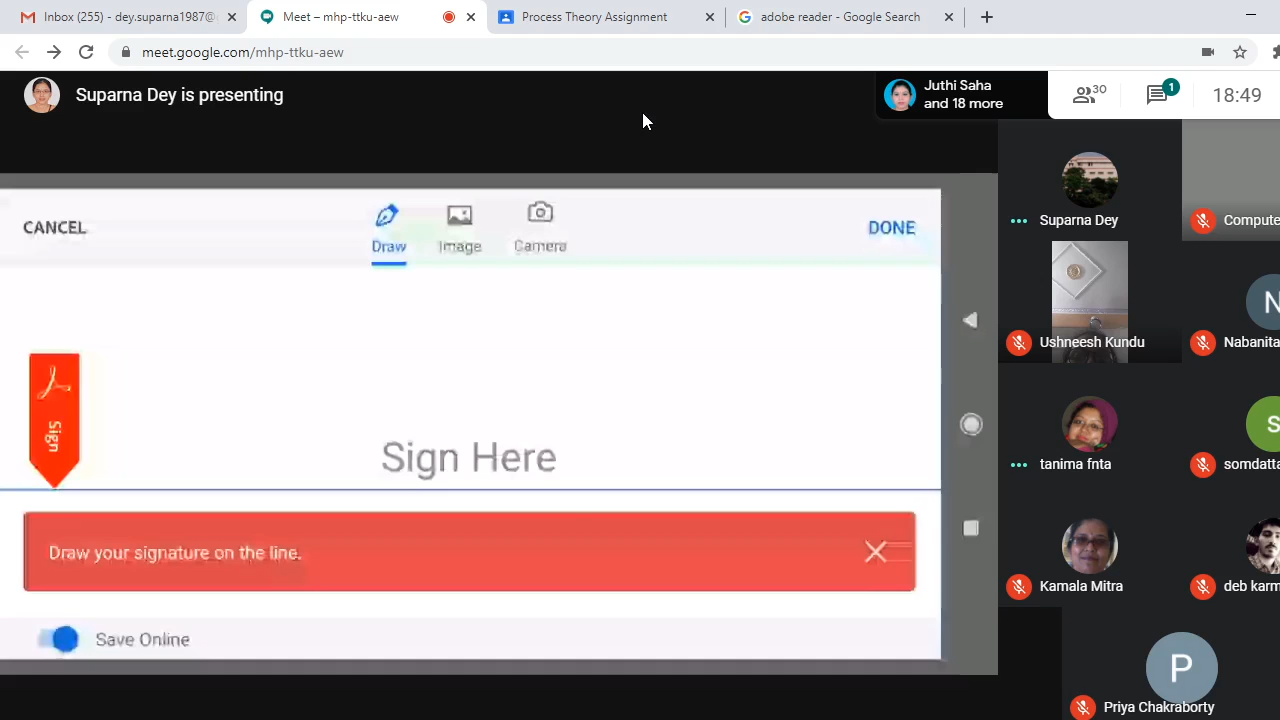 Inbox (255) - dey.suparna1987@
Meet – mhp-ttku-aew
Process Theory Assignment
adobe reader - Google Search
meet.google.com/mhp-ttku-aew
Suparna Dey is presenting
Juthi Saha
and 18 more
30
1
18:49
CANCEL
Draw
Image
Camera
DONE
Sign
Sign Here
Draw your signature on the line.
Save Online
Suparna Dey
Compute
Ushneesh Kundu
N
Nabanita
tanima fnta
S
somdatta
Kamala Mitra
deb karm
P
Priya Chakraborty